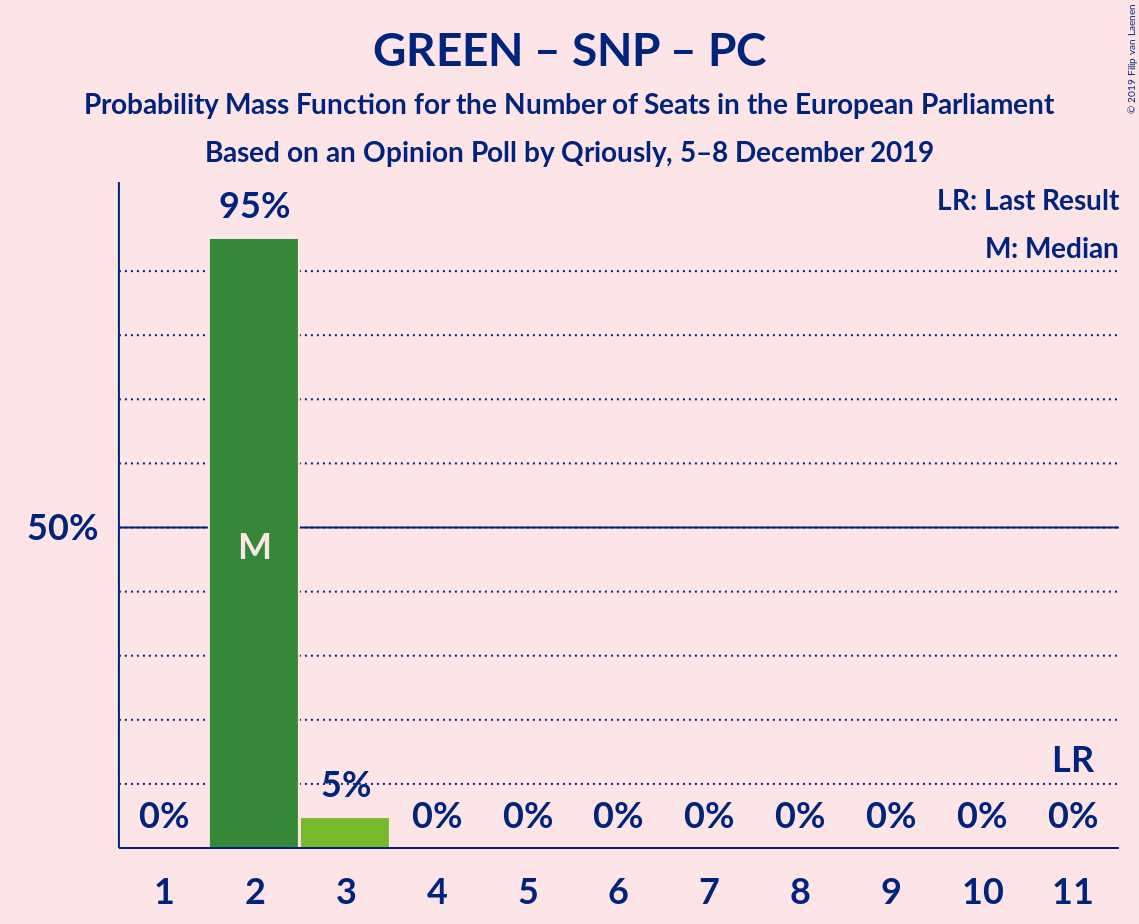 GREEN – SNP – PC
Probability Mass Function for the Number of Seats in the European Parliament
Based on an Opinion Poll by Qriously, 5–8 December 2019
© 2019 Filip van Laenen
LR: Last Result
M: Median
95%
50%
M
LR
5%
0% 0% 0% 0% 0% 0% 0% 0% 0%
1 2 3 4 5 6 7 8 9 10 11